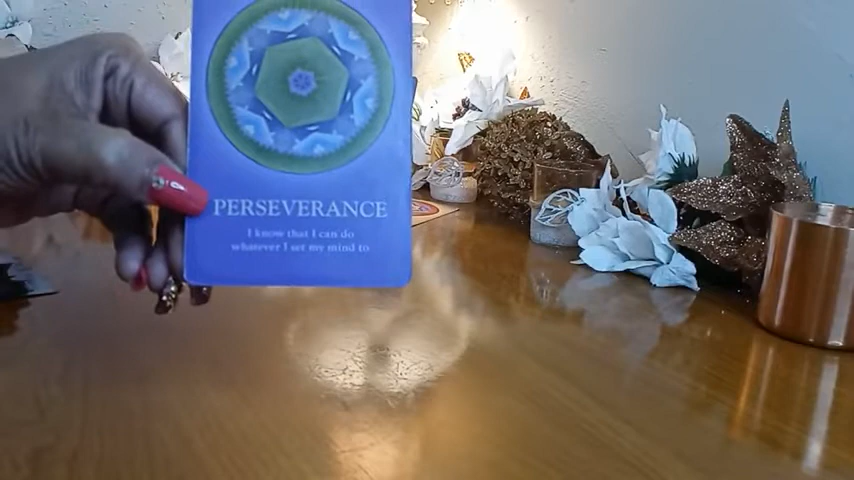 PERSEVERANCE
I know that I can do
whatever I set my mind to